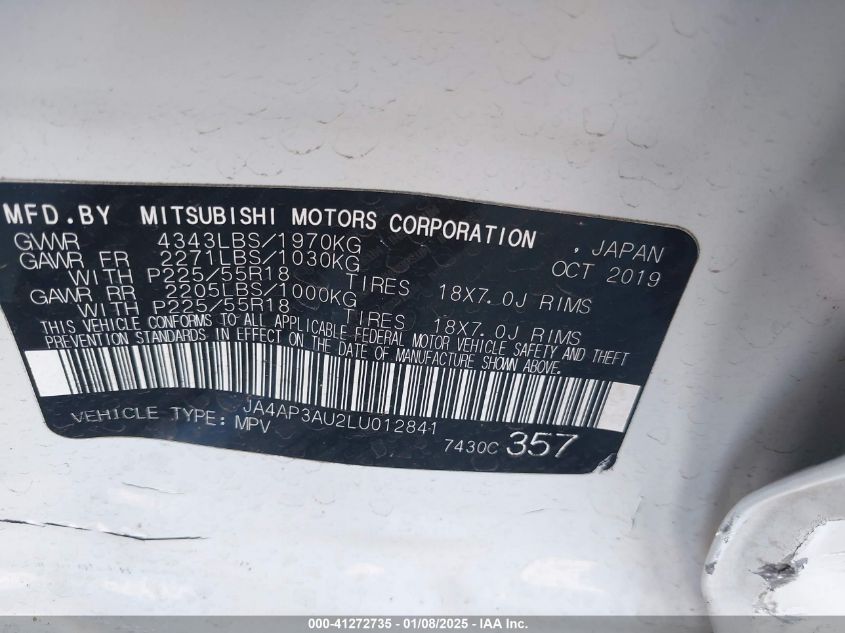 MFD.BY MITSUBISHI MOTORS CORPORATION , JAPAN
GVWR 4343LBS/1970KG OCT 2019
GAWR FR 2271LBS/1030KG
WITH P225/55R18 TIRES 18X7.0J RIMS
GAWR RR 2205LBS/1000KG
WITH P225/55R18 TIRES 18X7.0J RIMS
THIS VEHICLE CONFORMS TO ALL APPLICABLE FEDERAL MOTOR VEHICLE SAFETY AND THEFT
PREVENTION STANDARDS IN EFFECT ON THE DATE OF MANUFACTURE SHOWN ABOVE.
JA4AP3AU2LU012841
VEHICLE TYPE: MPV
7430C 357
000-41272735 - 01/08/2025 - IAA Inc.